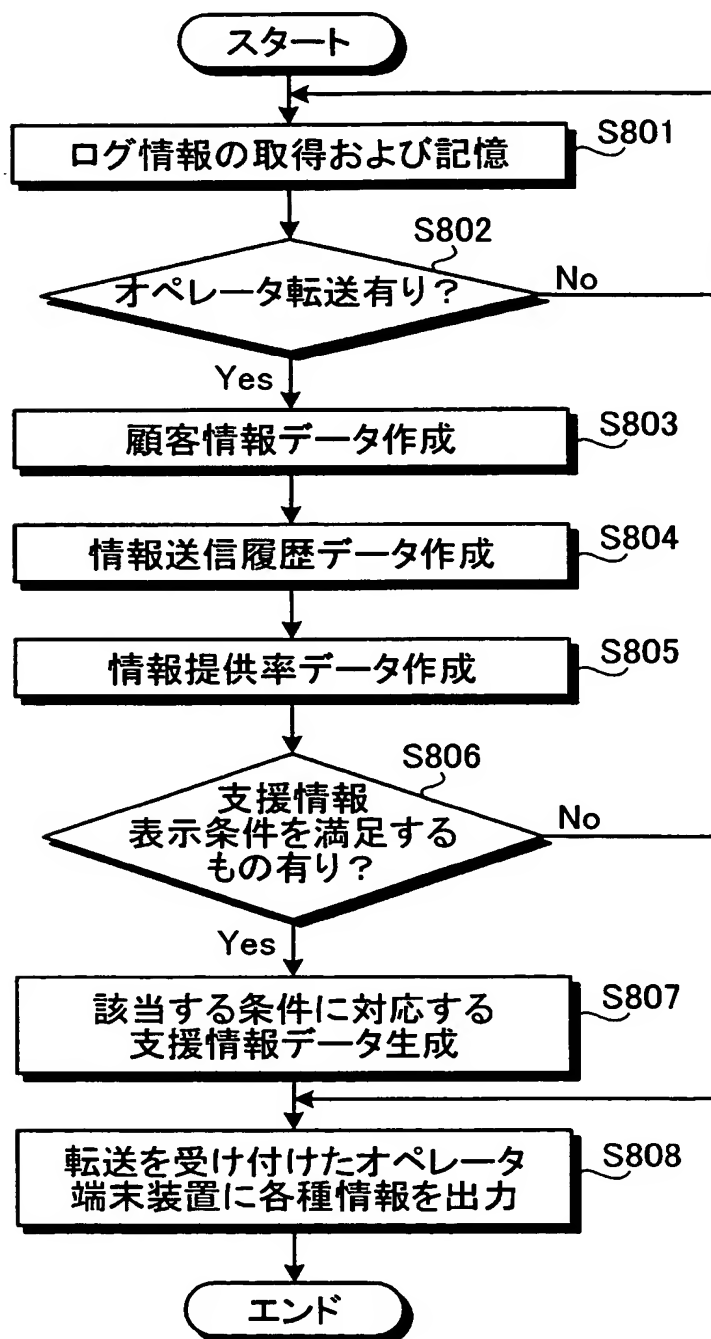 スタート
ログ情報の取得および記憶
S801
オペレータ転送有り?
S802
No
Yes
顧客情報データ作成
S803
情報送信履歴データ作成
S804
情報提供率データ作成
S805
支援情報
表示条件を満足する
もの有り?
S806
No
Yes
該当する条件に対応する
支援情報データ生成
S807
転送を受け付けたオペレータ
端末装置に各種情報を出力
S808
エンド